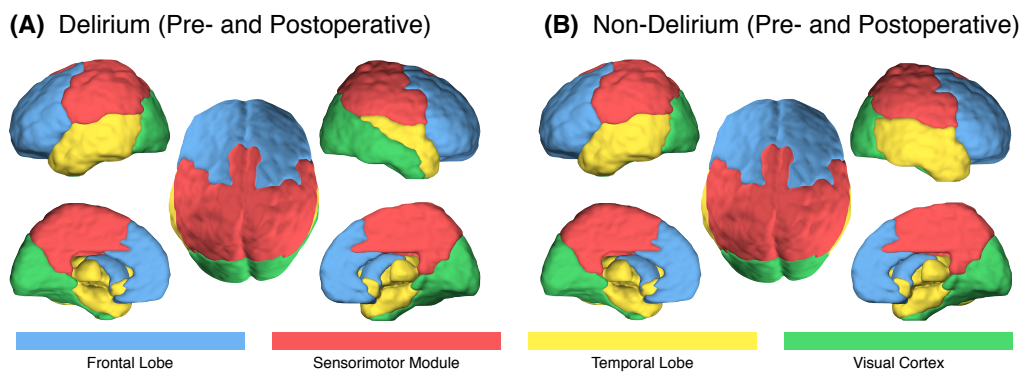 (A) Delirium (Pre- and Postoperative)
(B) Non-Delirium (Pre- and Postoperative)
Frontal Lobe
Sensorimotor Module
Temporal Lobe
Visual Cortex